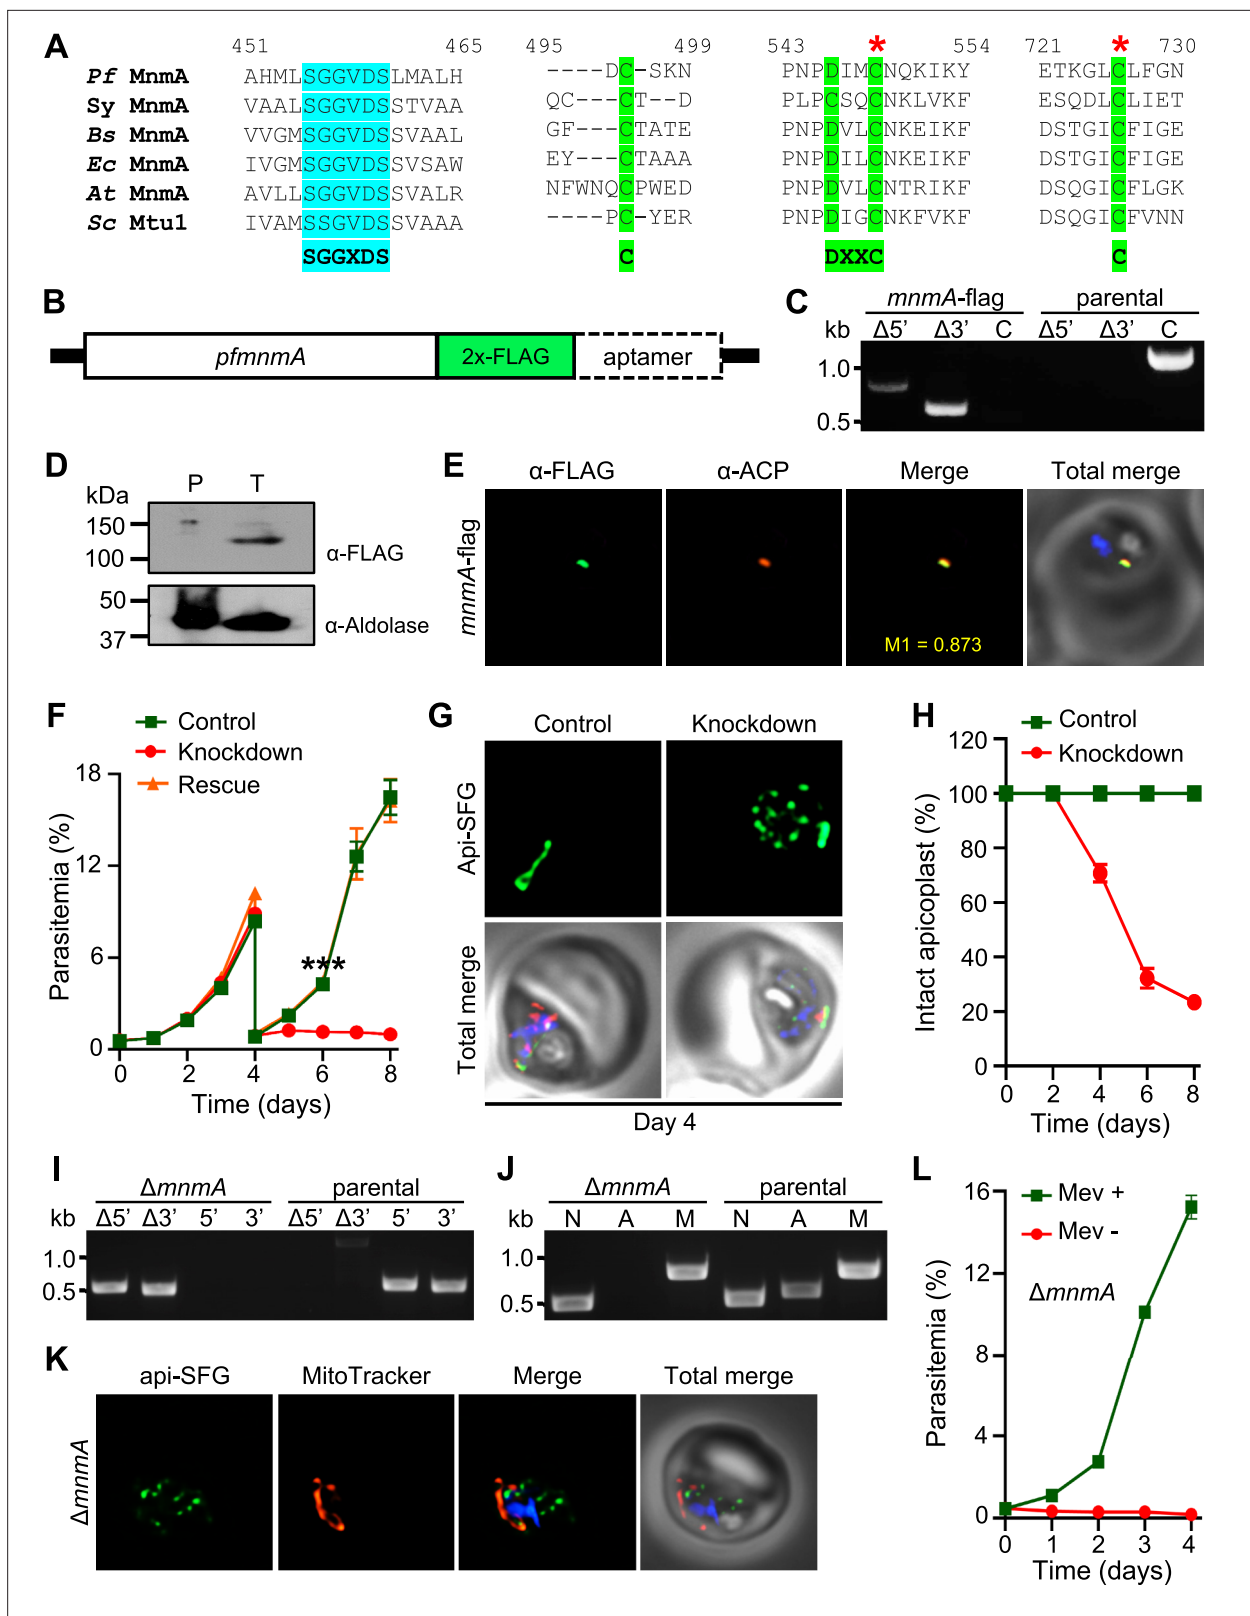 A
451 465 495 499 543 * 554 721 * 730
Pf MnmA AHMLSGGVDSLMALH ----DC-SKN PNPDIMCNQKIKY ETKGLCLFGN
Sy MnmA VAALSGGVDSSTVAA QC---CT--D PLPCSQCNKLVKF ESQDLCLIET
Bs MnmA VVGMSGGVDSSVAAL GF---CTATE PNPDVLCNKEIKF DSTGICFIGE
Ec MnmA IVGMSGGVDSSVSAW EY---CTAAA PNPDILCNKEIKF DSTGICFIGE
At MnmA AVLLSGGVDSSVALR NFWNQCPWED PNPDVLCNTRIKF DSQGICFLGK
Sc Mtu1 IVAMSSGVDSSVAAA ----PC-YER PNPDIGCNKFVKF DSQGICFVNN
SGGXDS C DXXC C
B
pfmnmA 2x-FLAG aptamer
C
mnmA-flag parental
kb Δ5' Δ3' C Δ5' Δ3' C
1.0
0.5
D
P T
kDa
150
100
α-FLAG
50
37
α-Aldolase
E
α-FLAG α-ACP Merge Total merge
mnmA-flag
M1 = 0.873
F
Control
Knockdown
Rescue
Parasitemia (%)
18
12
6
0
***
0 2 4 6 8
Time (days)
G
Control Knockdown
Api-SFG
Total merge
Day 4
H
Control
Knockdown
Intact apicoplast (%)
120
100
80
60
40
20
0
0 2 4 6 8
Time (days)
I
ΔmnmA parental
kb Δ5' Δ3' 5' 3' Δ5' Δ3' 5' 3'
1.0
0.5
J
ΔmnmA parental
kb N A M N A M
1.0
0.5
K
api-SFG MitoTracker Merge Total merge
ΔmnmA
L
Mev +
Mev -
ΔmnmA
Parasitemia (%)
16
12
8
4
0
0 1 2 3 4
Time (days)